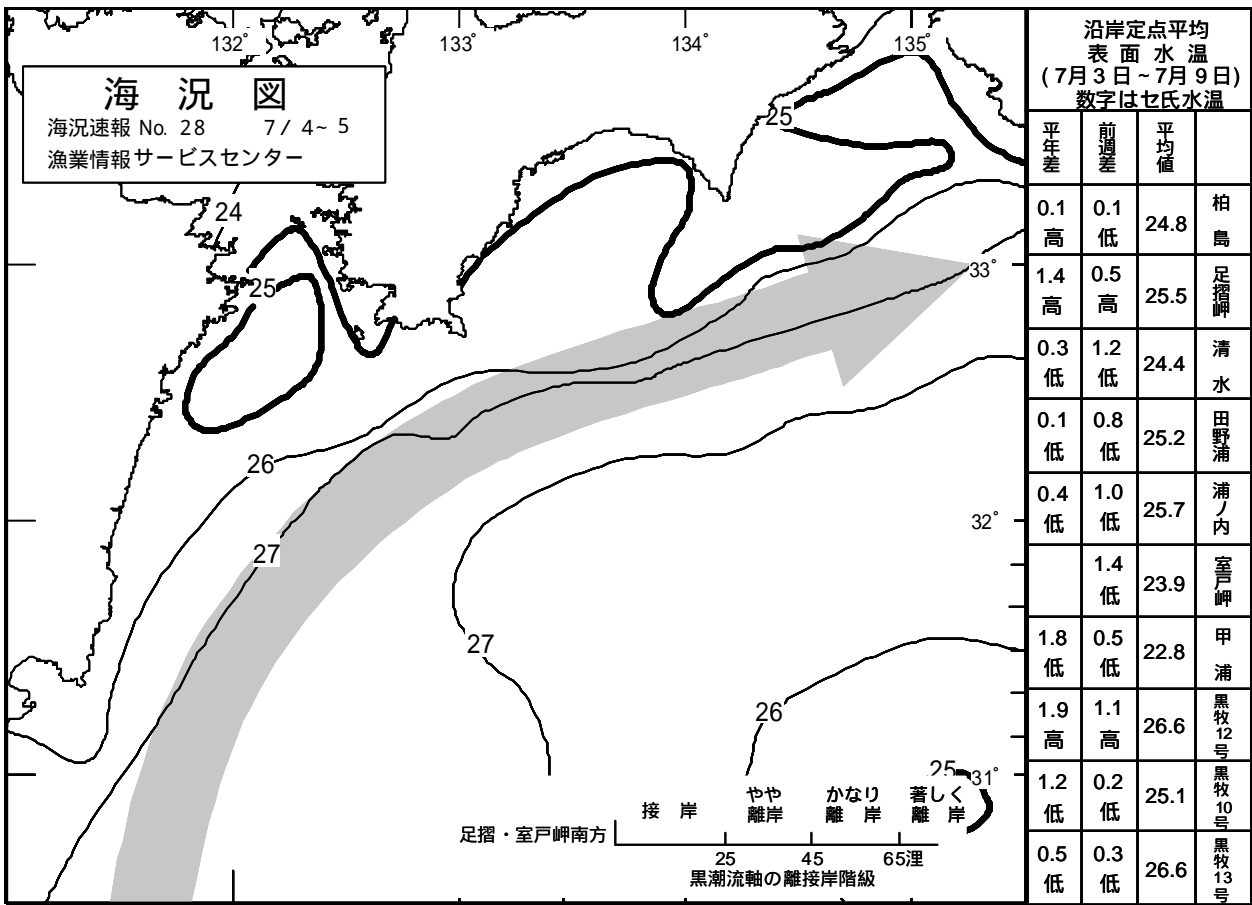 132°
133°
134°
135°
海況図
海況速報 No. 28 7/ 4~ 5
漁業情報サービスセンター
25
24
25
33°
26
32°
27
27
26
25
31°
接岸
やや離岸
かなり離岸
著しく離岸
足摺・室戸岬南方
25 45 65浬
黒潮流軸の離接岸階級
沿岸定点平均
表面水温
(7月3日~7月9日)
数字はセ氏水温
平年差 前週差 平均値
0.1高 0.1低 24.8 柏島
1.4高 0.5高 25.5 足摺岬
0.3低 1.2低 24.4 清水
0.1低 0.8低 25.2 田野浦
0.4低 1.0低 25.7 浦ノ内
1.4低 23.9 室戸岬
1.8低 0.5低 22.8 甲浦
1.9高 1.1高 26.6 黒牧12号
1.2低 0.2低 25.1 黒牧10号
0.5低 0.3低 26.6 黒牧13号